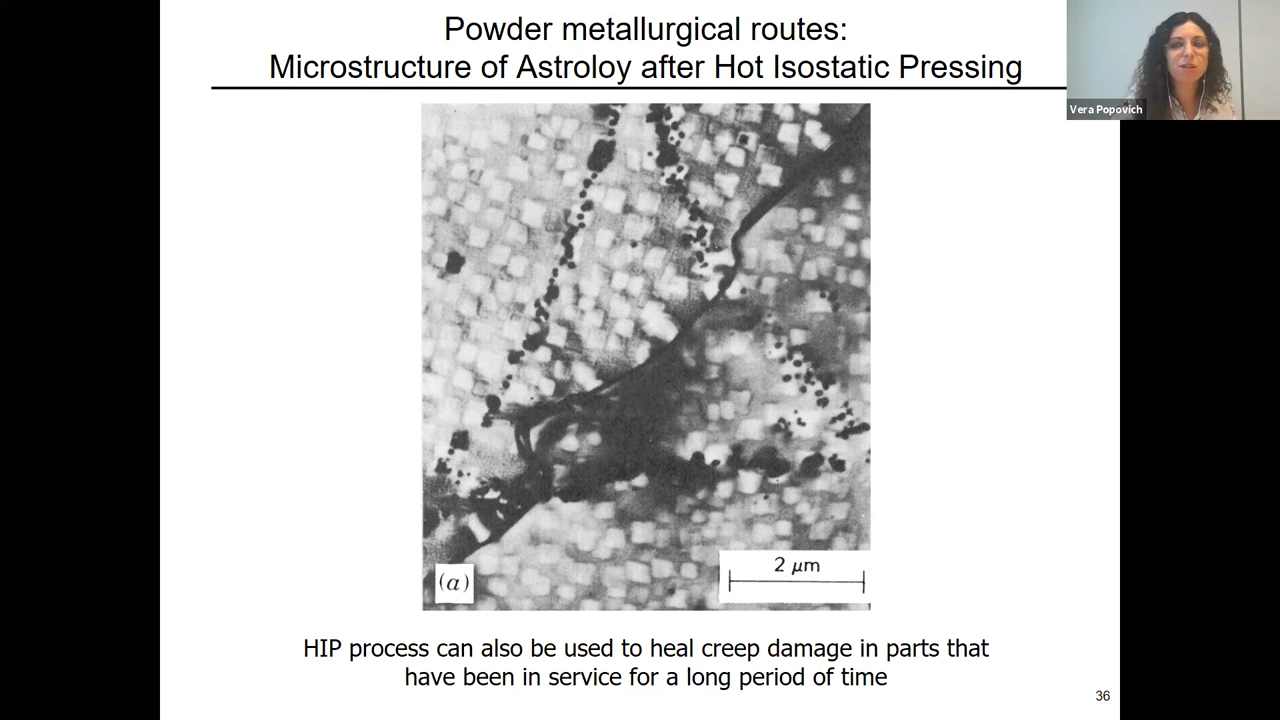 Powder metallurgical routes:
Microstructure of Astroloy after Hot Isostatic Pressing
Vera Popovich
(a)
2 μm
HIP process can also be used to heal creep damage in parts that
have been in service for a long period of time
36